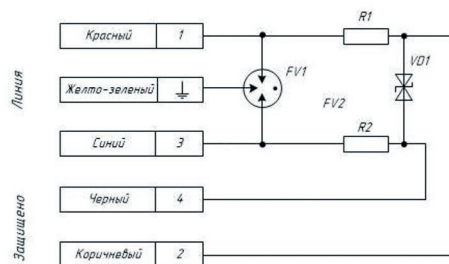 Линия
Защищено
Красный 1
Желто-зеленый
Синий 3
Черный 4
Коричневый 2
FV1
FV2
R1
R2
VD1